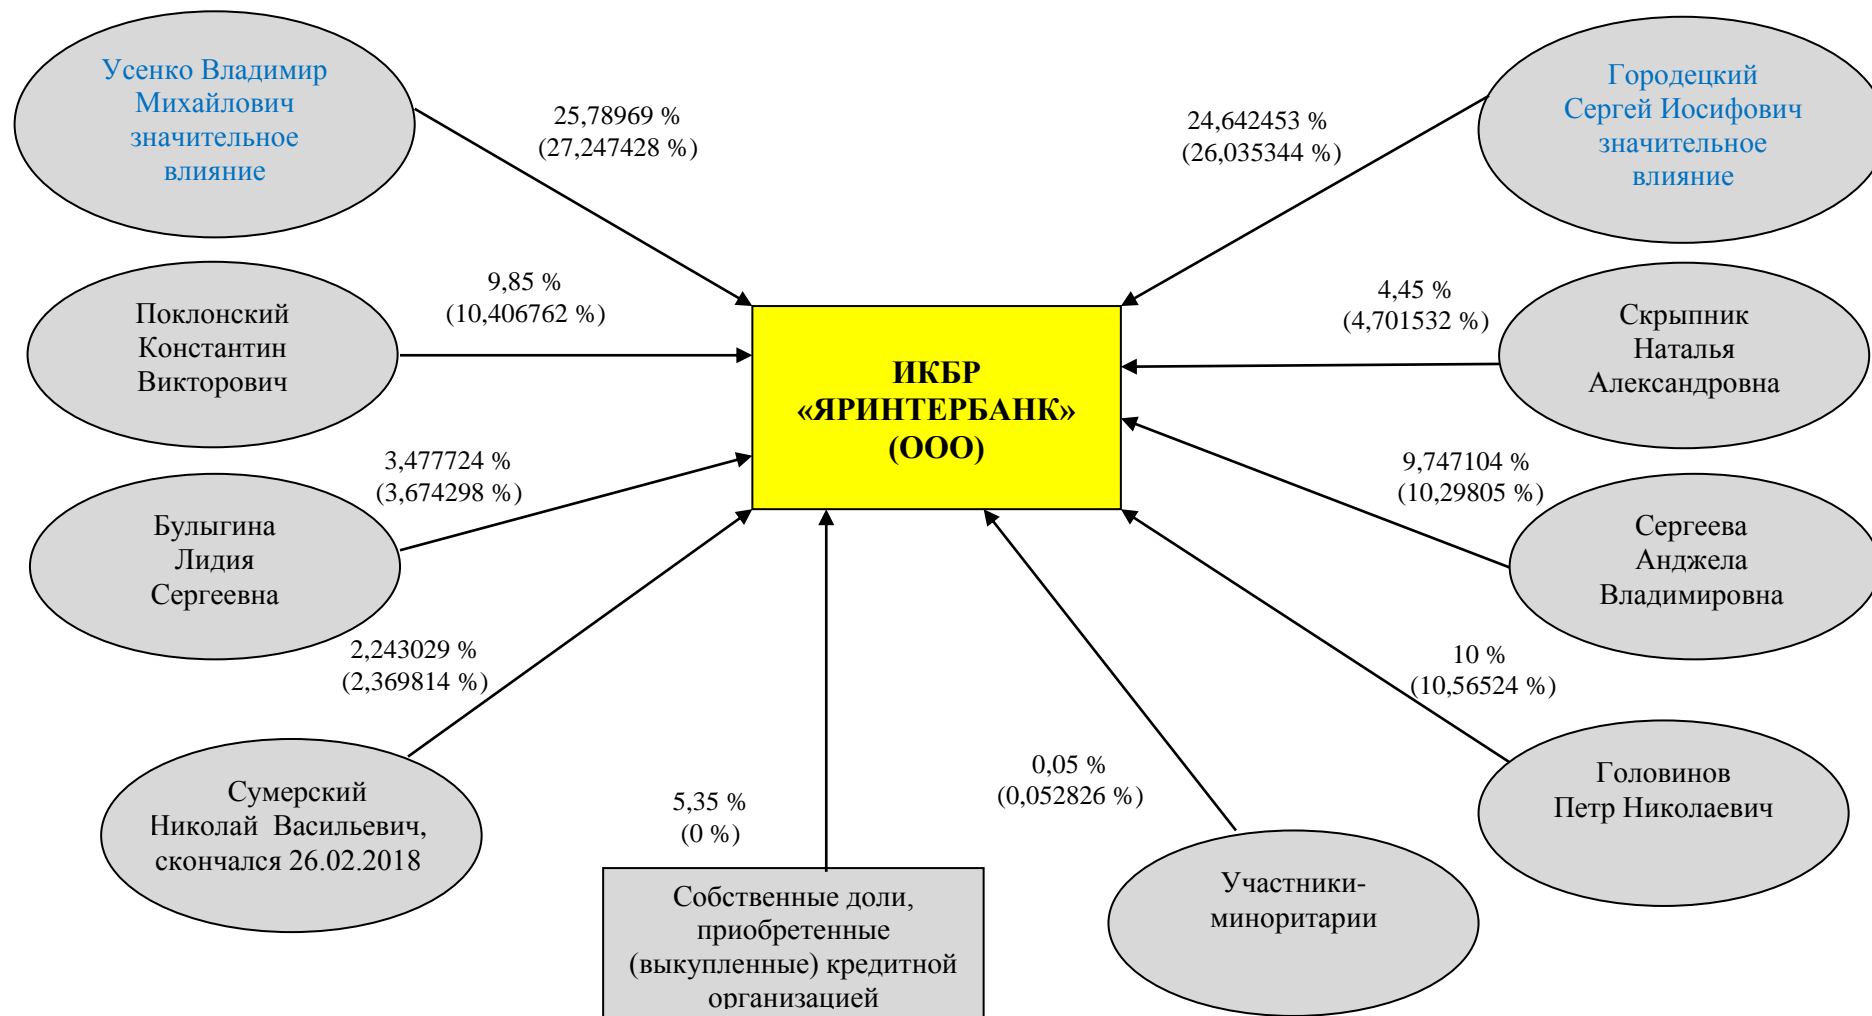 Усенко Владимир
Михайлович
значительное
влияние
25,78969 %
(27,247428 %)
24,642453 %
(26,035344 %)
Городецкий
Сергей Иосифович
значительное
влияние
Поклонский
Константин
Викторович
9,85 %
(10,406762 %)
ИКБР
«ЯРИНТЕРБАНК»
(ООО)
4,45 %
(4,701532 %)
Скрыпник
Наталья
Александровна
Булыгина
Лидия
Сергеевна
3,477724 %
(3,674298 %)
9,747104 %
(10,29805 %)
Сергеева
Анджела
Владимировна
2,243029 %
(2,369814 %)
10 %
(10,56524 %)
Сумерский
Николай  Васильевич,
скончался 26.02.2018
5,35 %
(0 %)
0,05 %
(0,052826 %)
Головинов
Петр Николаевич
Собственные доли,
приобретенные
(выкупленные) кредитной
организацией
Участники-
миноритарии